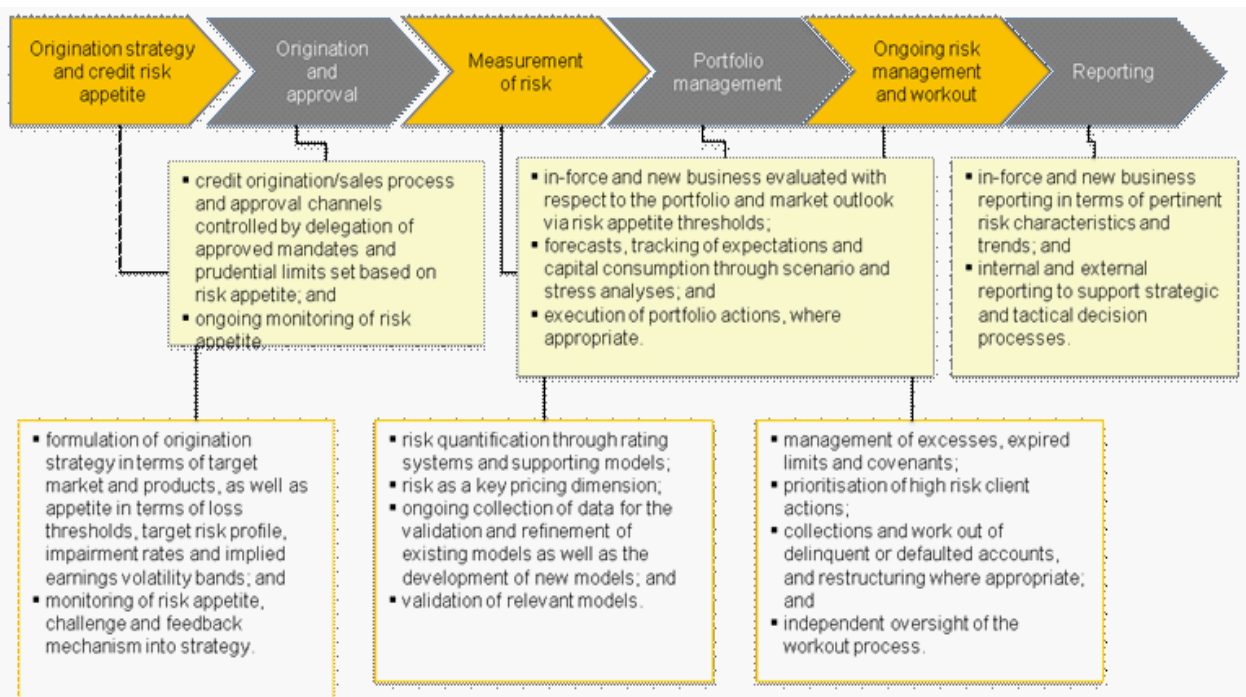 Origination strategy
and credit risk
appetite
Origination
and
approval
Measurement
of risk
Portfolio
management
Ongoing risk
management
and workout
Reporting
▪ credit origination/sales process
and approval channels
controlled by delegation of
approved mandates and
prudential limits set based on
risk appetite; and
▪ ongoing monitoring of risk
appetite.
▪ in-force and new business evaluated with
respect to the portfolio and market outlook
via risk appetite thresholds;
▪ forecasts, tracking of expectations and
capital consumption through scenario and
stress analyses; and
▪ execution of portfolio actions, where
appropriate.
▪ in-force and new business
reporting in terms of pertinent
risk characteristics and
trends; and
▪ internal and external
reporting to support strategic
and tactical decision
processes.
▪ formulation of origination
strategy in terms of target
market and products, as well as
appetite in terms of loss
thresholds, target risk profile,
impairment rates and implied
earnings volatility bands; and
▪ monitoring of risk appetite,
challenge and feedback
mechanism into strategy.
▪ risk quantification through rating
systems and supporting models;
▪ risk as a key pricing dimension;
▪ ongoing collection of data for the
validation and refinement of
existing models as well as the
development of new models; and
▪ validation of relevant models.
▪ management of excesses, expired
limits and covenants;
▪ prioritisation of high risk client
actions;
▪ collections and work out of
delinquent or defaulted accounts,
and restructuring where appropriate;
and
▪ independent oversight of the
workout process.